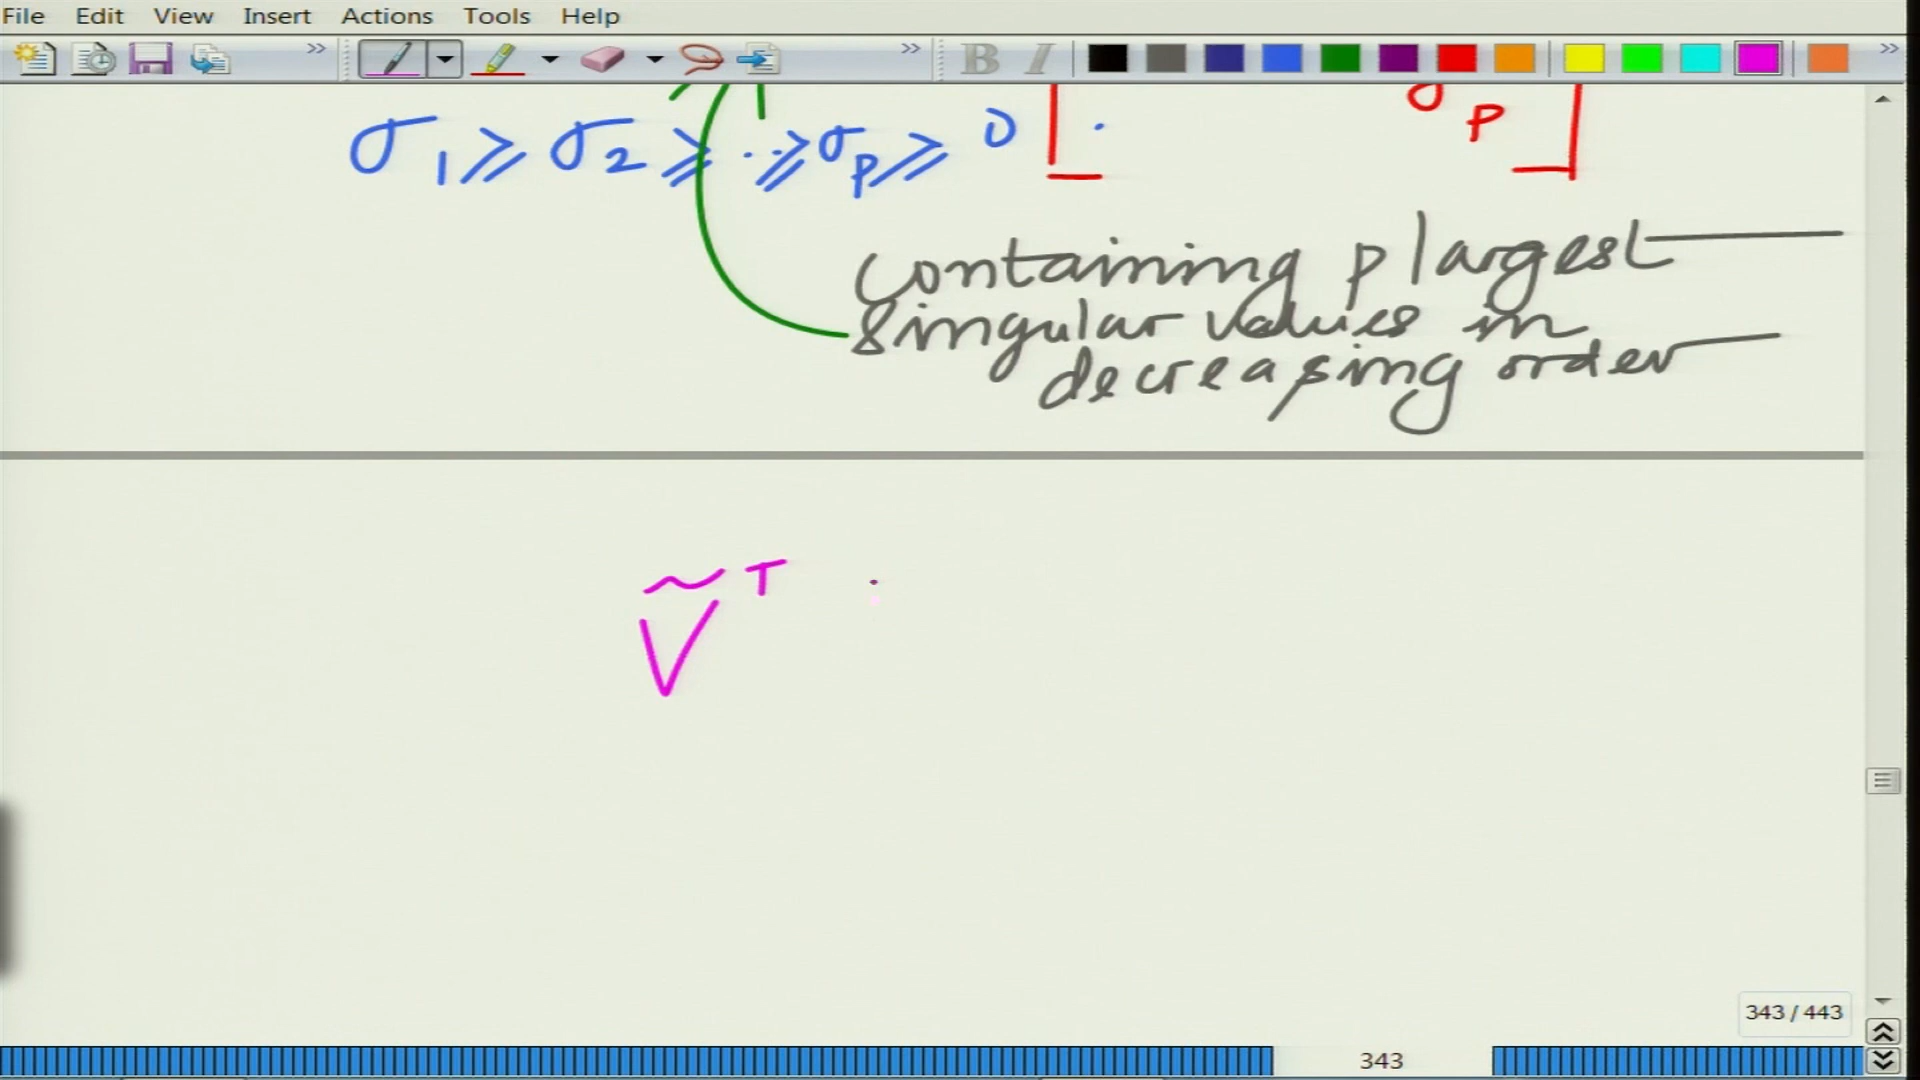 File Edit View Insert Actions Tools Help
B I
σ₁ ⩾ σ₂ ⩾ . . ⩾ σₚ ⩾ 0
σₚ
containing p largest
singular values in
decreasing order
Ṽᵀ
343 / 443
343